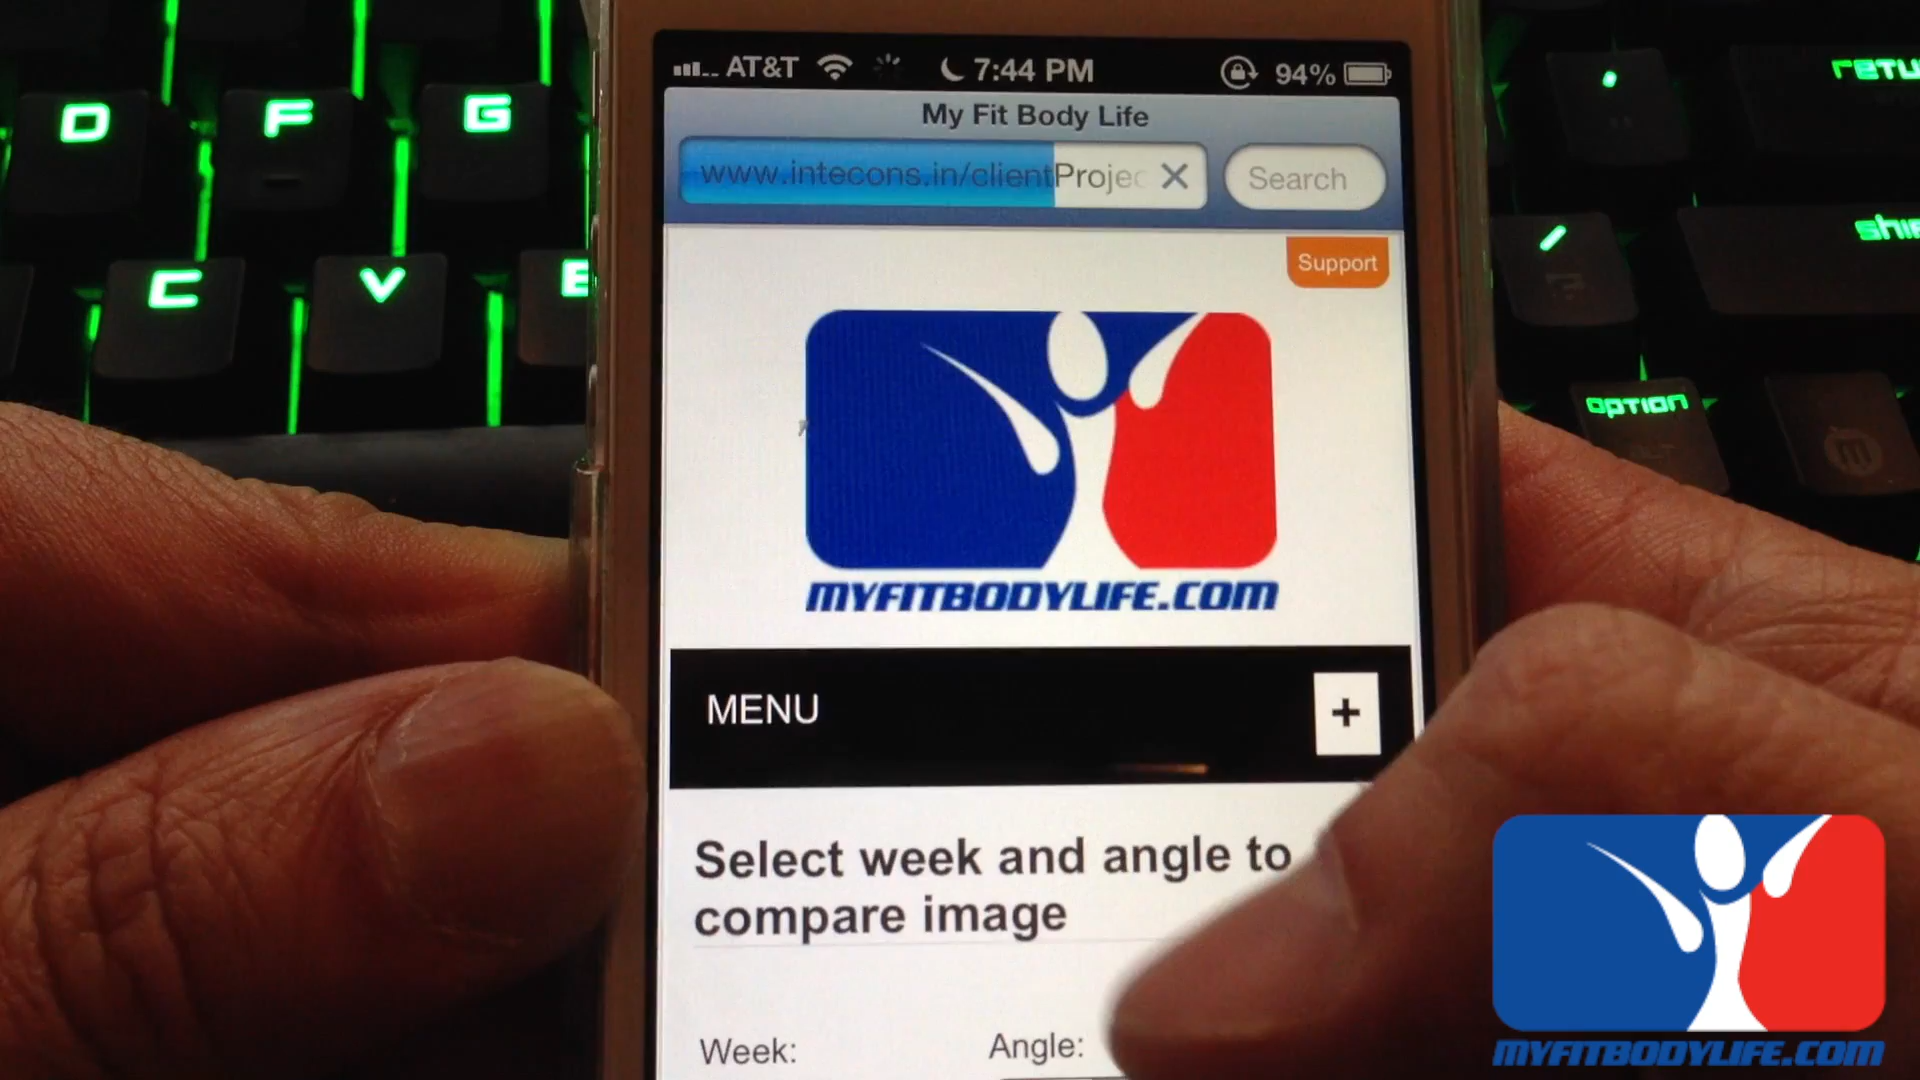 AT&T 7:44 PM 94%
My Fit Body Life
www.intecons.in/clientProjec
Search
Support
MYFITBODYLIFE.COM
MENU +
Select week and angle to
compare image
Week: Angle:
D F G
C V
option
MYFITBODYLIFE.COM